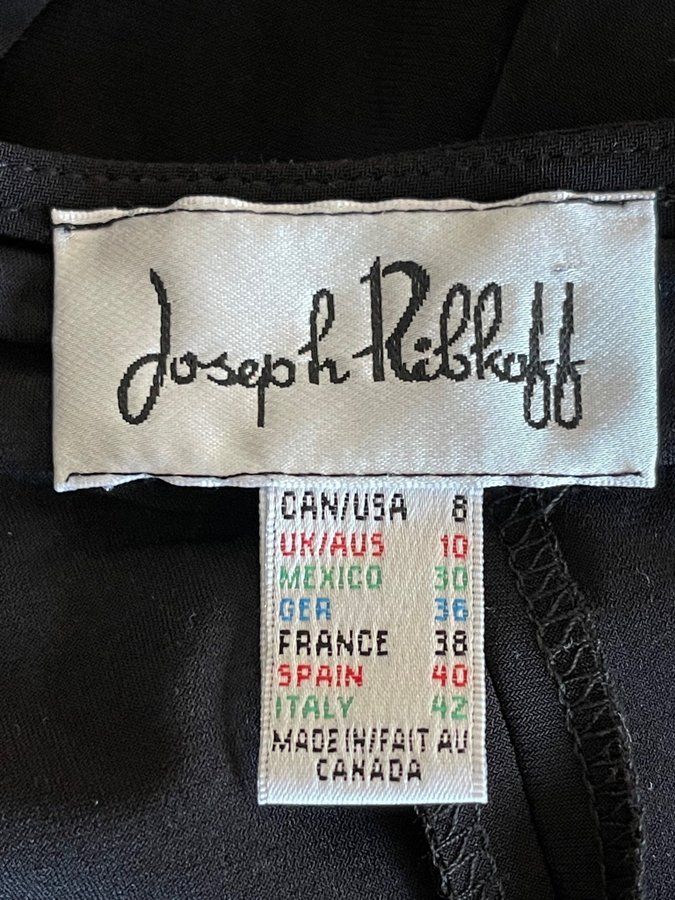 Joseph Ribkoff
CAN/USA 8
UK/AUS 10
MEXICO 30
GER 36
FRANCE 38
SPAIN 40
ITALY 42
MADE IN/FAIT AU
CANADA